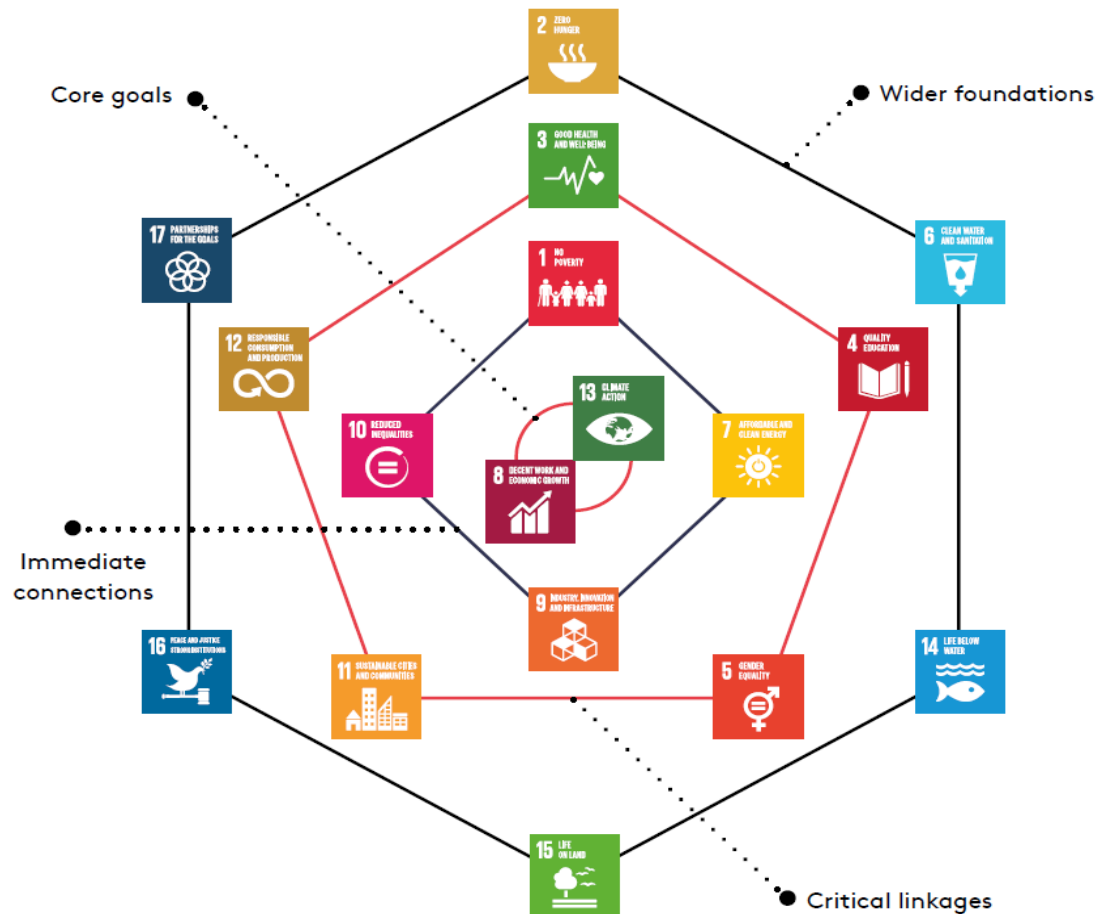 2 ZERO
HUNGER
Core goals
Wider foundations
3 GOOD HEALTH
AND WELL-BEING
17 PARTNERSHIPS
FOR THE GOALS
6 CLEAN WATER
AND SANITATION
1 NO
POVERTY
12 RESPONSIBLE
CONSUMPTION
AND PRODUCTION
4 QUALITY
EDUCATION
13 CLIMATE
ACTION
10 REDUCED
INEQUALITIES
7 AFFORDABLE AND
CLEAN ENERGY
8 DECENT WORK AND
ECONOMIC GROWTH
Immediate
connections
9 INDUSTRY, INNOVATION
AND INFRASTRUCTURE
16 PEACE AND JUSTICE
STRONG INSTITUTIONS
14 LIFE BELOW
WATER
11 SUSTAINABLE CITIES
AND COMMUNITIES
5 GENDER
EQUALITY
15 LIFE
ON LAND
Critical linkages